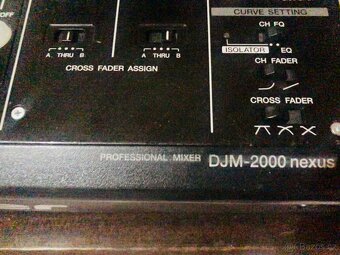 OFF
CURVE SETTING
CH EQ
ISOLATOR EQ
A THRU B
A THRU B
CH FADER
CROSS FADER ASSIGN
CROSS FADER
PROFESSIONAL MIXER DJM-2000 nexus